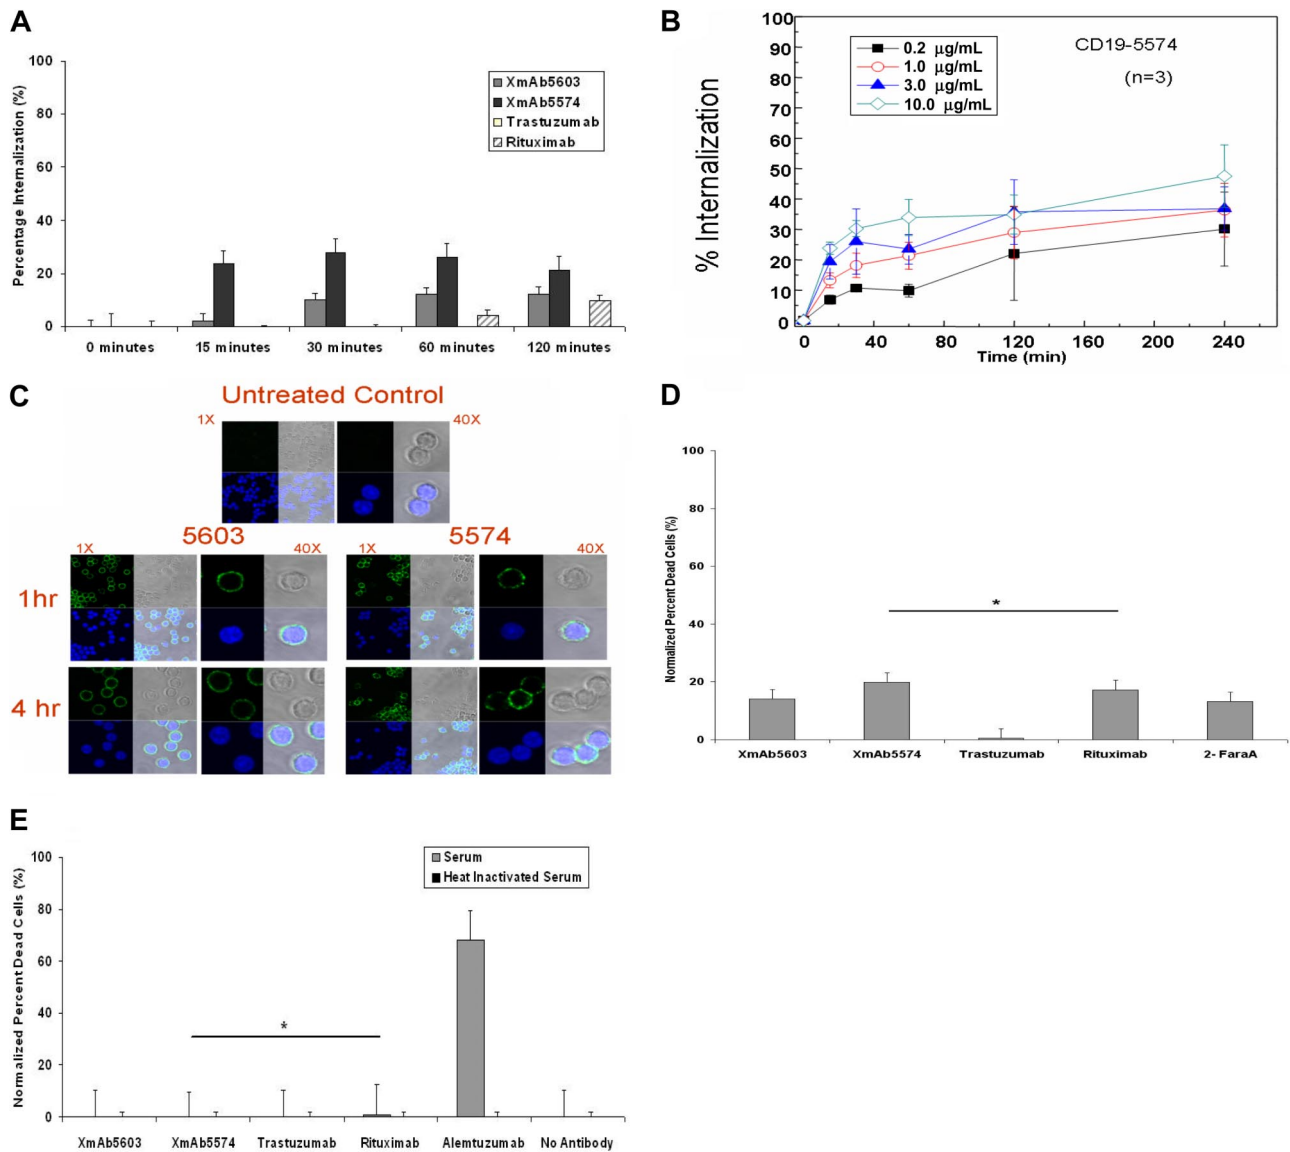 A
100
80
60
40
20
0
Percentage Internalization (%)
XmAb5603
XmAb5574
Trastuzumab
Rituximab
0 minutes 15 minutes 30 minutes 60 minutes 120 minutes
B
100
90
80
70
60
50
40
30
20
10
0
% Internalization
0.2 μg/mL
1.0 μg/mL
3.0 μg/mL
10.0 μg/mL
CD19-5574
(n=3)
0 40 80 120 160 200 240
Time (min)
C
Untreated Control
1X 40X
5603 5574
1X 40X 1X 40X
1hr
4 hr
D
100
80
60
40
20
0
Normalized Percent Dead Cells (%)
*
XmAb5603 XmAb5574 Trastuzumab Rituximab 2- FaraA
E
100
80
60
40
20
0
Normalized Percent Dead Cells (%)
Serum
Heat Inactivated Serum
*
XmAb5603 XmAb5574 Trastuzumab Rituximab Alemtuzumab No Antibody